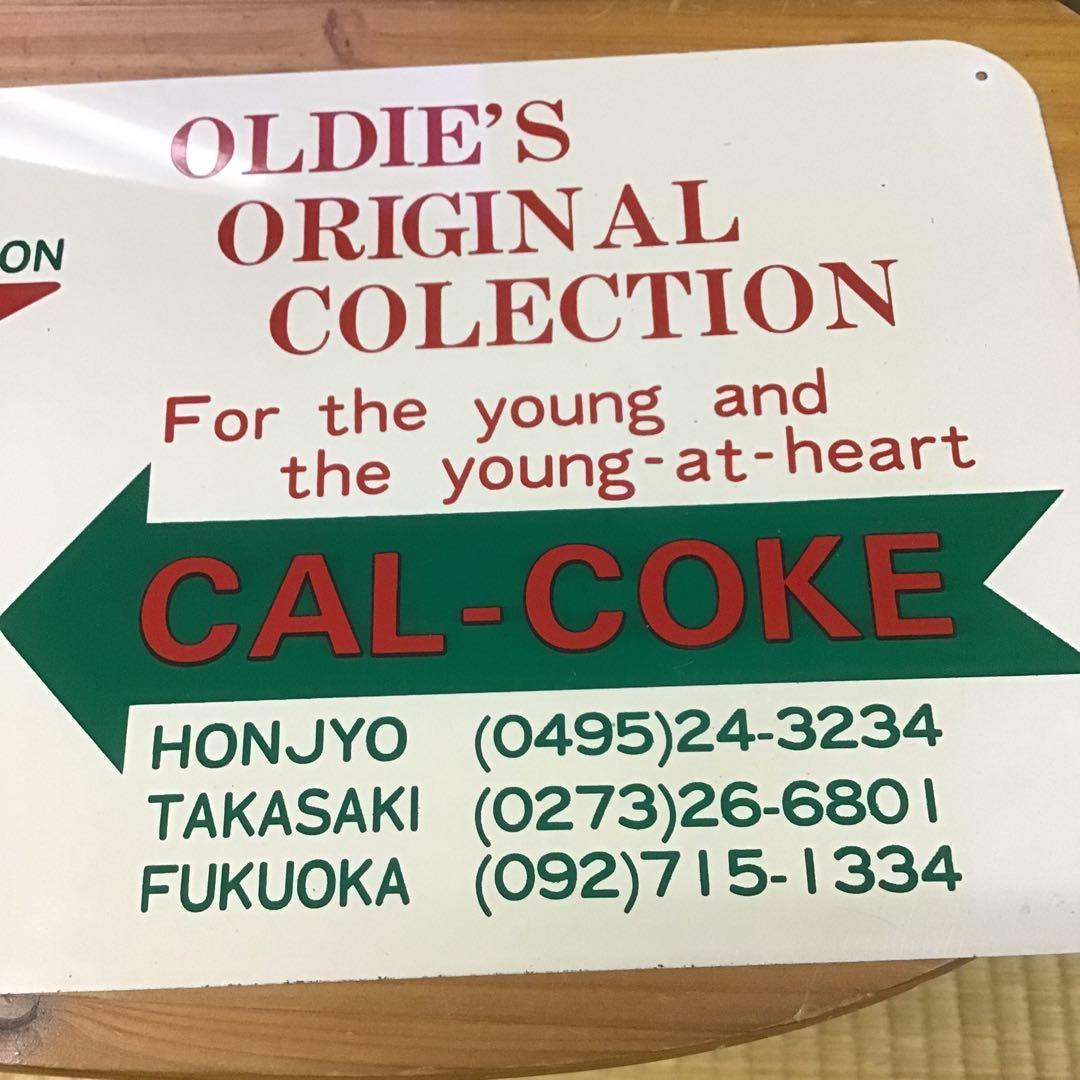 OLDIE'S
ORIGINAL
COLECTION
ON
For the young and
the young-at-heart
CAL-COKE
HONJYO (0495)24-3234
TAKASAKI (0273)26-6801
FUKUOKA (092)715-1334